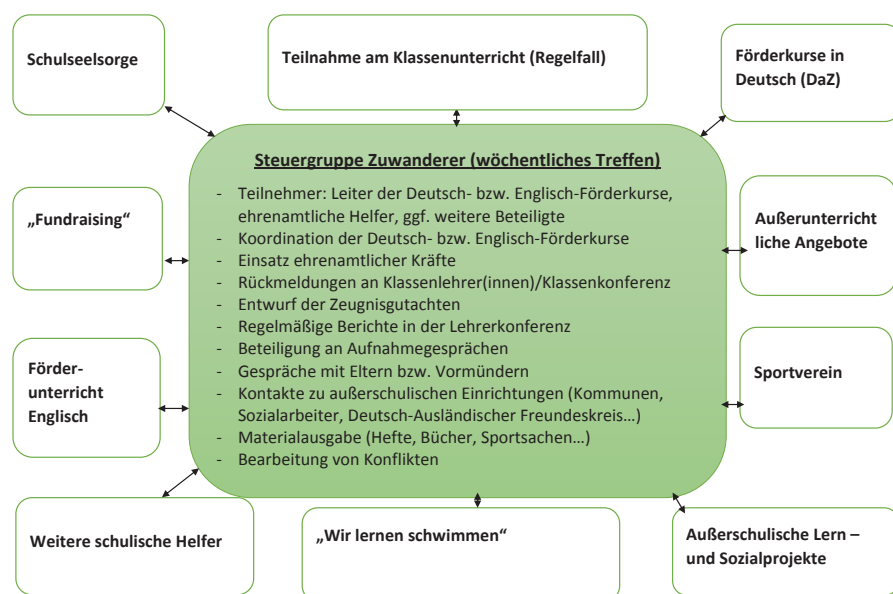 Schulseelsorge
Teilnahme am Klassenunterricht (Regelfall)
Förderkurse in
Deutsch (DaZ)
Steuergruppe Zuwanderer (wöchentliches Treffen)
- Teilnehmer: Leiter der Deutsch- bzw. Englisch-Förderkurse,
ehrenamtliche Helfer, ggf. weitere Beteiligte
- Koordination der Deutsch- bzw. Englisch-Förderkurse
- Einsatz ehrenamtlicher Kräfte
- Rückmeldungen an Klassenlehrer(innen)/Klassenkonferenz
- Entwurf der Zeugnisgutachten
- Regelmäßige Berichte in der Lehrerkonferenz
- Beteiligung an Aufnahmegesprächen
- Gespräche mit Eltern bzw. Vormündern
- Kontakte zu außerschulischen Einrichtungen (Kommunen,
Sozialarbeiter, Deutsch-Ausländischer Freundeskreis…)
- Materialausgabe (Hefte, Bücher, Sportsachen…)
- Bearbeitung von Konflikten
„Fundraising“
Außerunterricht
liche Angebote
Förder-
unterricht
Englisch
Sportverein
Weitere schulische Helfer
„Wir lernen schwimmen“
Außerschulische Lern –
und Sozialprojekte